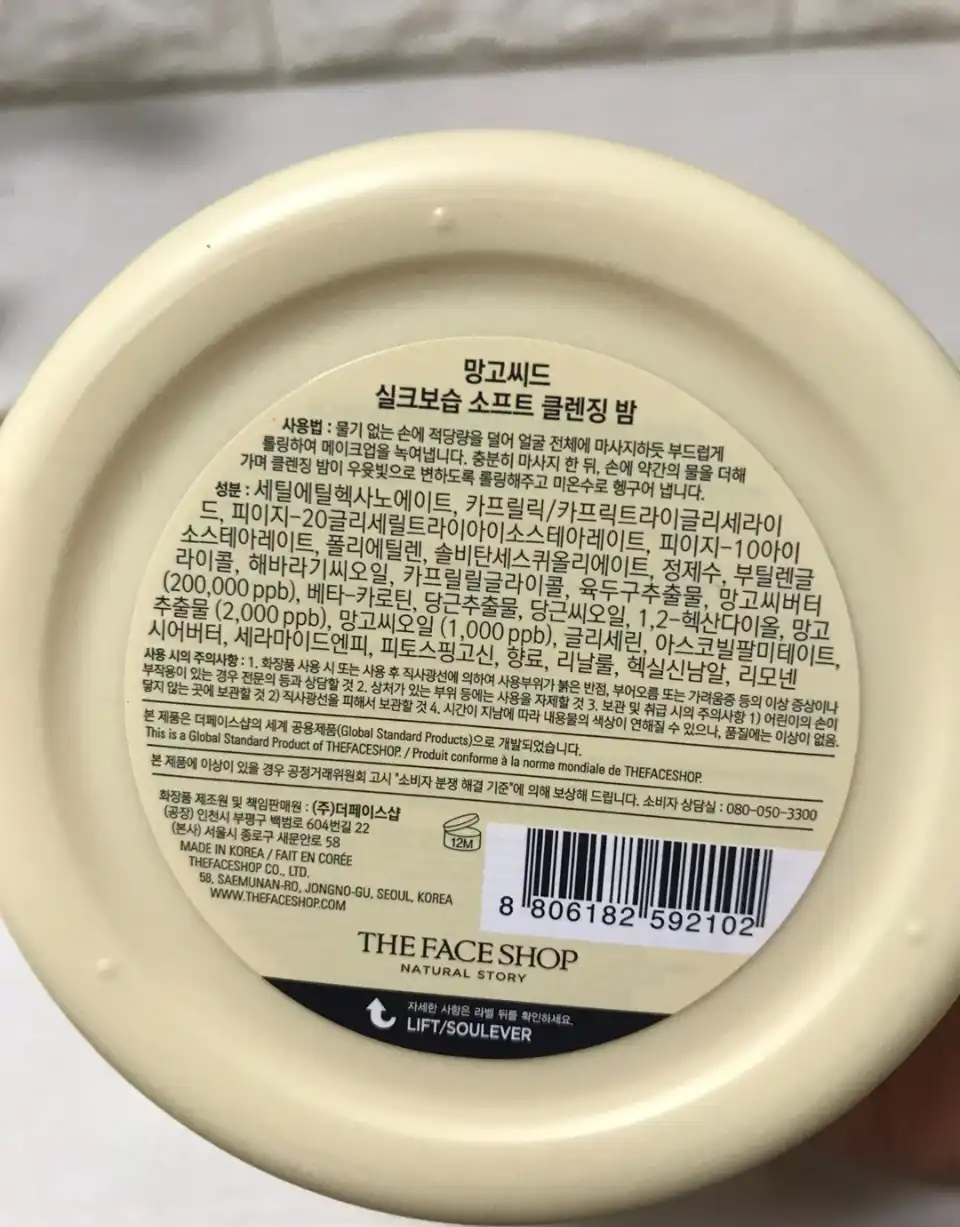 망고씨드
실크보습 소프트 클렌징 밤
사용법 : 물기 없는 손에 적당량을 덜어 얼굴 전체에 마사지하듯 부드럽게
롤링하여 메이크업을 녹여냅니다. 충분히 마사지 한 뒤, 손에 약간의 물을 더해
가며 클렌징 밤이 우윳빛으로 변하도록 롤링해주고 미온수로 헹구어 냅니다.
성분 : 세틸에틸헥사노에이트, 카프릴릭/카프릭트라이글리세라이
드, 피이지-20글리세릴트라이아이소스테아레이트, 피이지-10아이
소스테아레이트, 폴리에틸렌, 솔비탄세스퀴올리에이트, 정제수, 부틸렌글
라이콜, 해바라기씨오일, 카프릴릴글라이콜, 육두구추출물, 망고씨버터
(200,000 ppb), 베타-카로틴, 당근추출물, 당근씨오일, 1,2-헥산다이올, 망고
추출물 (2,000 ppb), 망고씨오일 (1,000 ppb), 글리세린, 아스코빌팔미테이트,
시어버터, 세라마이드엔피, 피토스핑고신, 향료, 리날룰, 헥실신남알, 리모넨
사용 시의 주의사항 : 1. 화장품 사용 시 또는 사용 후 직사광선에 의하여 사용부위가 붉은 반점, 부어오름 또는 가려움증 등의 이상 증상이나
부작용이 있는 경우 전문의 등과 상담할 것 2. 상처가 있는 부위 등에는 사용을 자제할 것 3. 보관 및 취급 시의 주의사항 1) 어린이의 손이
닿지 않는 곳에 보관할 것 2) 직사광선을 피해서 보관할 것 4. 시간이 지남에 따라 내용물의 색상이 연해질 수 있으나, 품질에는 이상이 없음.
본 제품은 더페이스샵의 세계 공용제품(Global Standard Products)으로 개발되었습니다.
This is a Global Standard Product of THEFACESHOP. / Produit conforme à la norme mondiale de THEFACESHOP.
본 제품에 이상이 있을 경우 공정거래위원회 고시 "소비자 분쟁 해결 기준"에 의해 보상해 드립니다. 소비자 상담실 : 080-050-3300
화장품 제조원 및 책임판매원 : (주)더페이스샵
(공장) 인천시 부평구 백범로 604번길 22
(본사) 서울시 종로구 새문안로 58
MADE IN KOREA / FAIT EN CORÉE
THEFACESHOP CO., LTD.
58, SAEMUNAN-RO, JONGNO-GU, SEOUL, KOREA
WWW.THEFACESHOP.COM
12M
8 806182 592102
THE FACE SHOP
NATURAL STORY
자세한 사항은 라벨 뒤를 확인하세요.
LIFT/SOULEVER